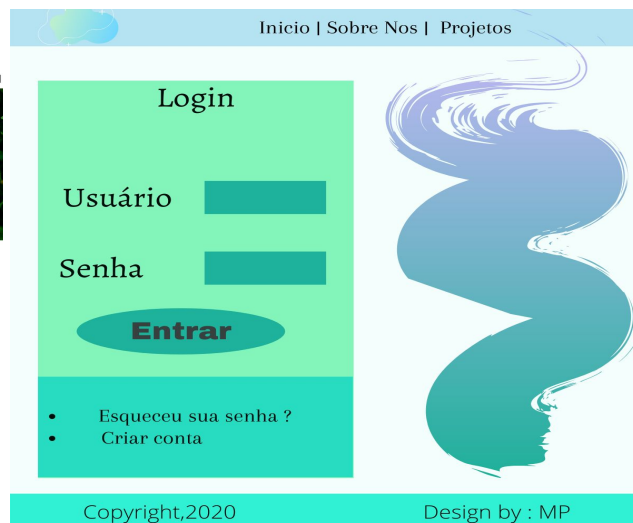 Inicio | Sobre Nos | Projetos
Login
Usuário
Senha
Entrar
• Esqueceu sua senha ?
• Criar conta
Copyright,2020 Design by : MP